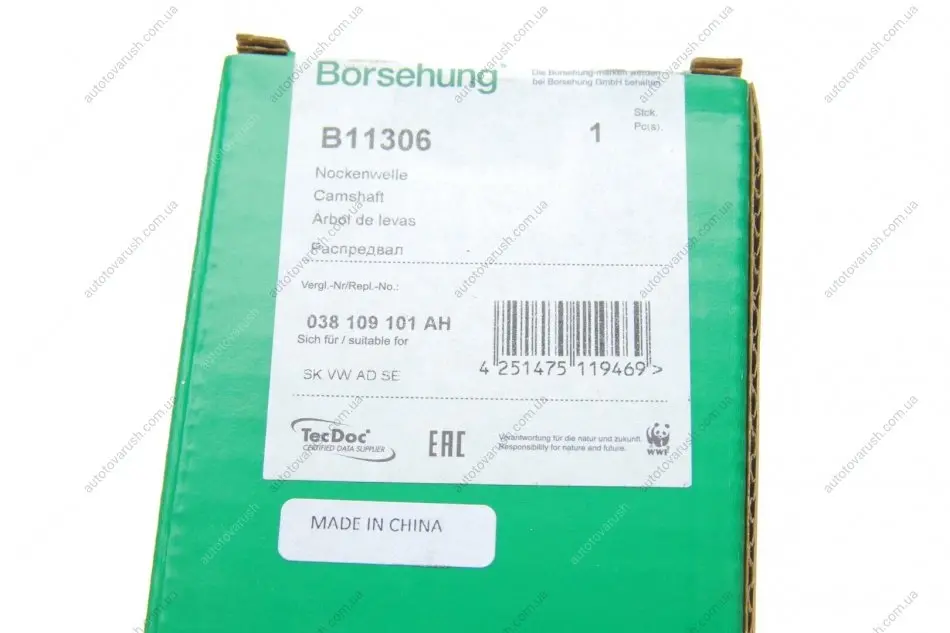 Borsehung
Die Borsehung-marken werden
bei Borsehung GmbH behalten
B11306
1
Stck.
Pc(s).
Nockenwelle
Camshaft
Arbol de levas
Распредвал
Vergl.-Nr/Repl.-No.:
038 109 101 AH
Sich für / suitable for
SK VW AD SE
4 251475 119469 >
TecDoc
CERTIFIED DATA SUPPLIER
EAC
Verantwortung für die natur und zukunft.
Responsibility for nature and future.
WWF
MADE IN CHINA
autotovarush.com.ua